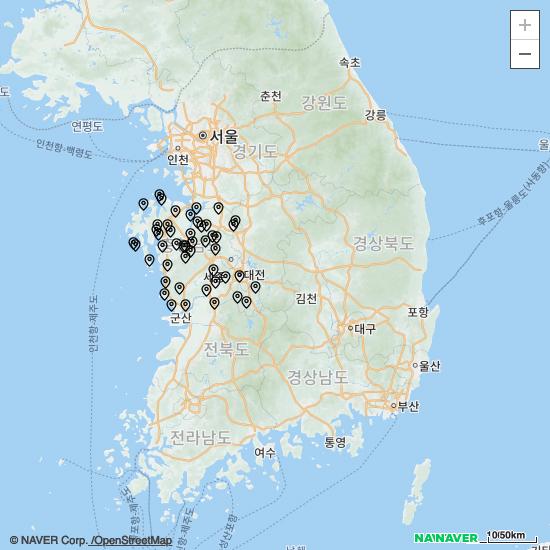 +
−
속초
춘천
강원도
강릉
연평도
서울
인천
경기도
인천항-백령도
울
후포항-울릉도(사동항)
경상북도
대전
김천
인천항-제주도
군산
포항
대구
전북도
울산
경상남도
부산
전라남도
여수
통영
© NAVER Corp. /OpenStreetMap
NAVER
10/50km